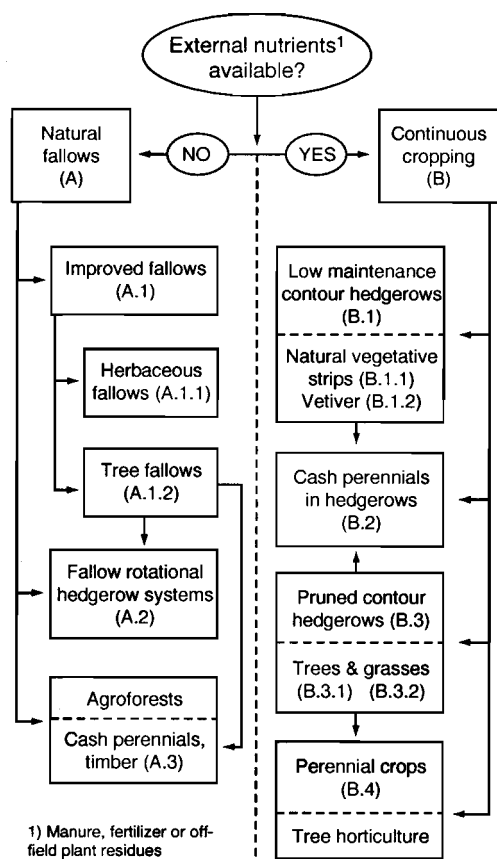 External nutrients¹
available?
Natural
fallows
(A)
NO
YES
Continuous
cropping
(B)
Improved fallows
(A.1)
Herbaceous
fallows (A.1.1)
Tree fallows
(A.1.2)
Fallow rotational
hedgerow systems
(A.2)
Agroforests
Cash perennials,
timber (A.3)
1) Manure, fertilizer or off-
field plant residues
Low maintenance
contour hedgerows
(B.1)
Natural vegetative
strips (B.1.1)
Vetiver (B.1.2)
Cash perennials
in hedgerows
(B.2)
Pruned contour
hedgerows (B.3)
Trees & grasses
(B.3.1) (B.3.2)
Perennial crops
(B.4)
Tree horticulture